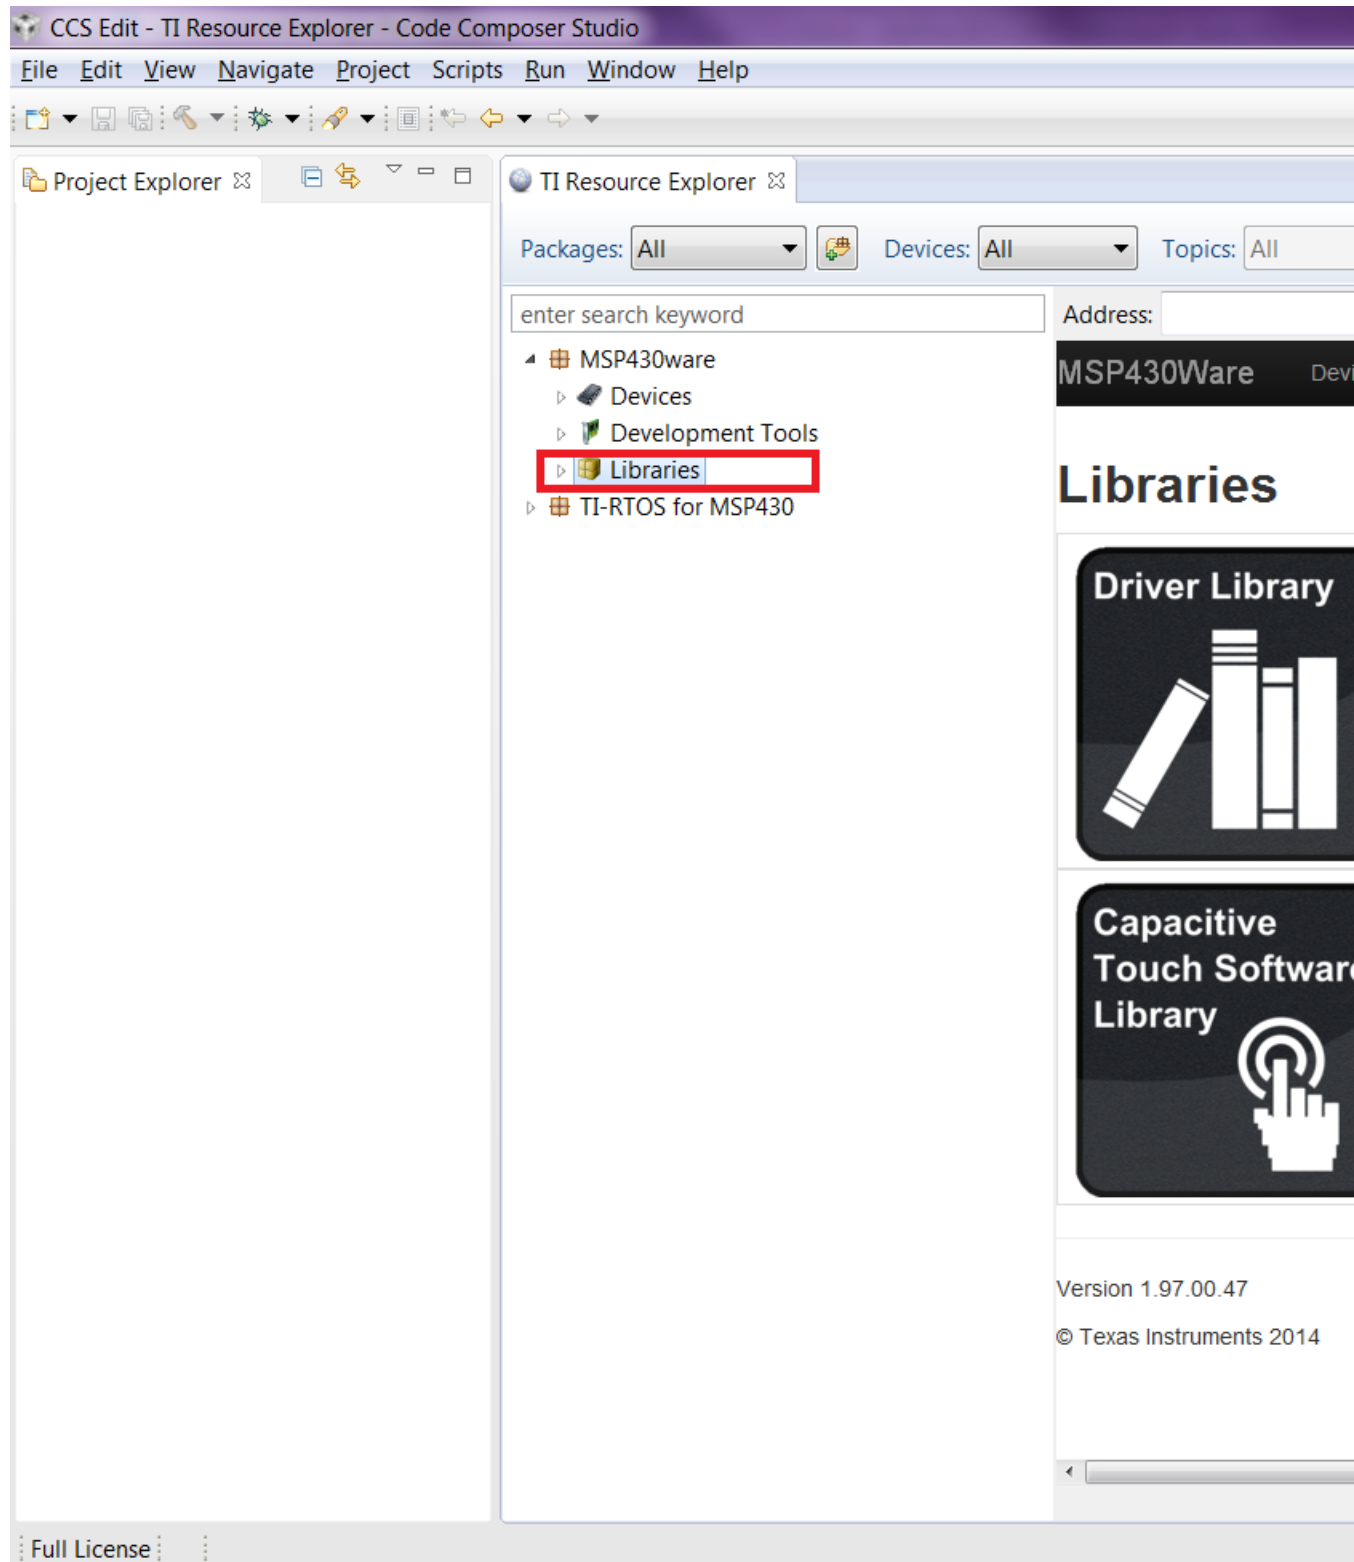 CCS Edit - TI Resource Explorer - Code Composer Studio
File Edit View Navigate Project Scripts Run Window Help
Project Explorer
TI Resource Explorer
Packages: All Devices: All Topics: All
enter search keyword
Address:
MSP430ware
Devices
Development Tools
Libraries
TI-RTOS for MSP430
MSP430Ware Devi
Libraries
Driver Library
Capacitive
Touch Software
Library
Version 1.97.00.47
© Texas Instruments 2014
Full License